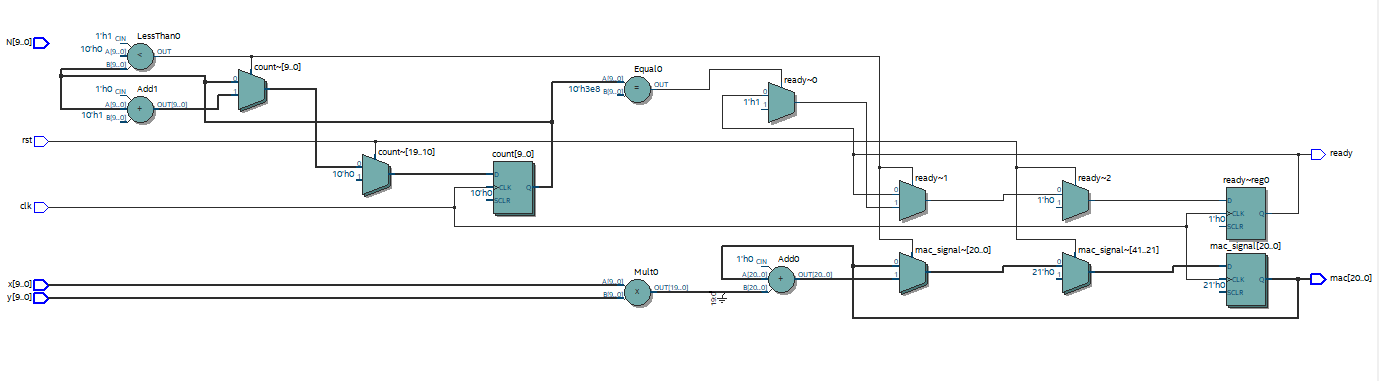 N[9..0]
1'h1 CIN
LessThan0
10'h0 A[9..0]
<
OUT
B[9..0]
count~[9..0]
0
1
1'h0 CIN
Add1
A[9..0]
+
OUT[9..0]
10'h1 B[9..0]
Equal0
A[9..0]
=
OUT
10'h3e8 B[9..0]
ready~0
0
1'h1
1
rst
count~[19..10]
0
10'h0
1
count[9..0]
D
CLK
Q
10'h0
SCLR
clk
ready
ready~1
0
1
ready~2
0
1'h0
1
ready~reg0
D
CLK
Q
1'h0
SCLR
x[9..0]
y[9..0]
Mult0
A[9..0]
x
OUT[19..0]
B[9..0]
1'h0 CIN
Add0
A[20..0]
+
OUT[20..0]
B[20..0]
mac_signal~[20..0]
0
1
mac_signal~[41..21]
0
21'h0
1
mac_signal[20..0]
D
CLK
Q
21'h0
SCLR
mac[20..0]